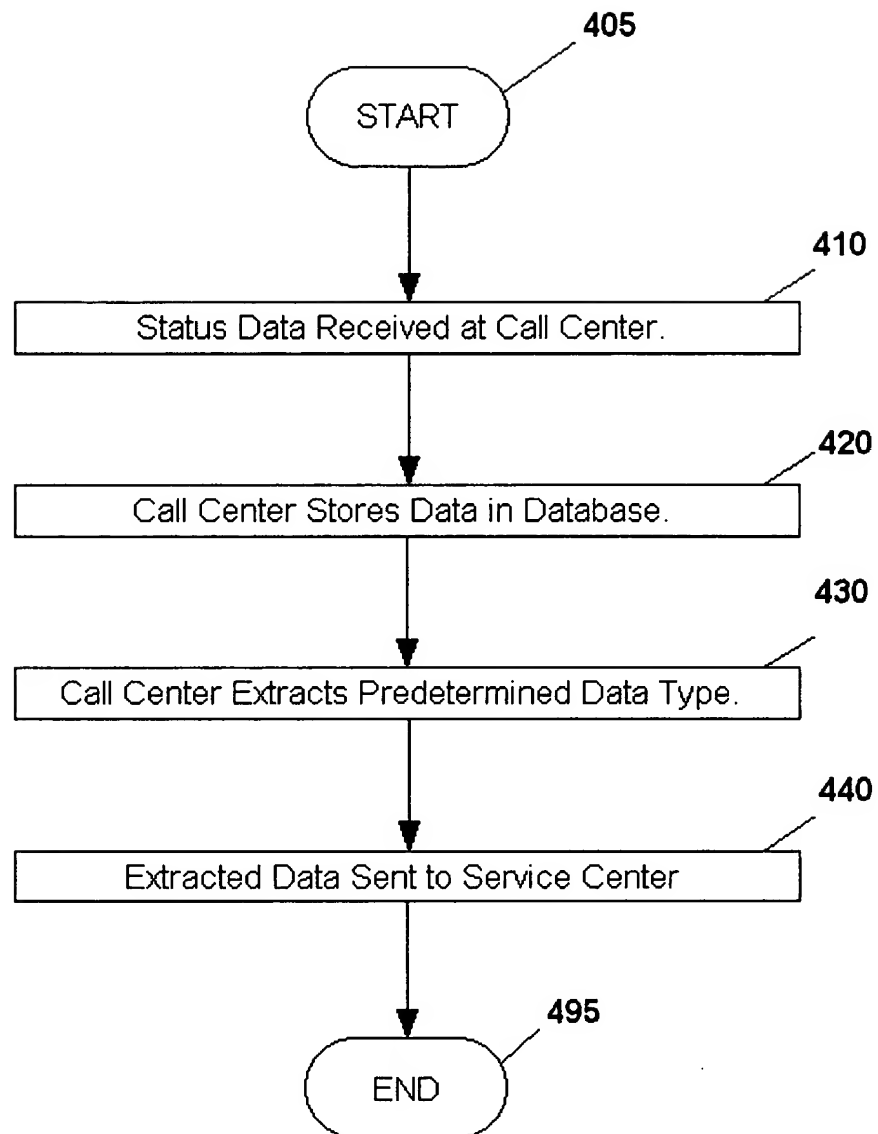 405
START
410
Status Data Received at Call Center.
420
Call Center Stores Data in Database.
430
Call Center Extracts Predetermined Data Type.
440
Extracted Data Sent to Service Center
495
END